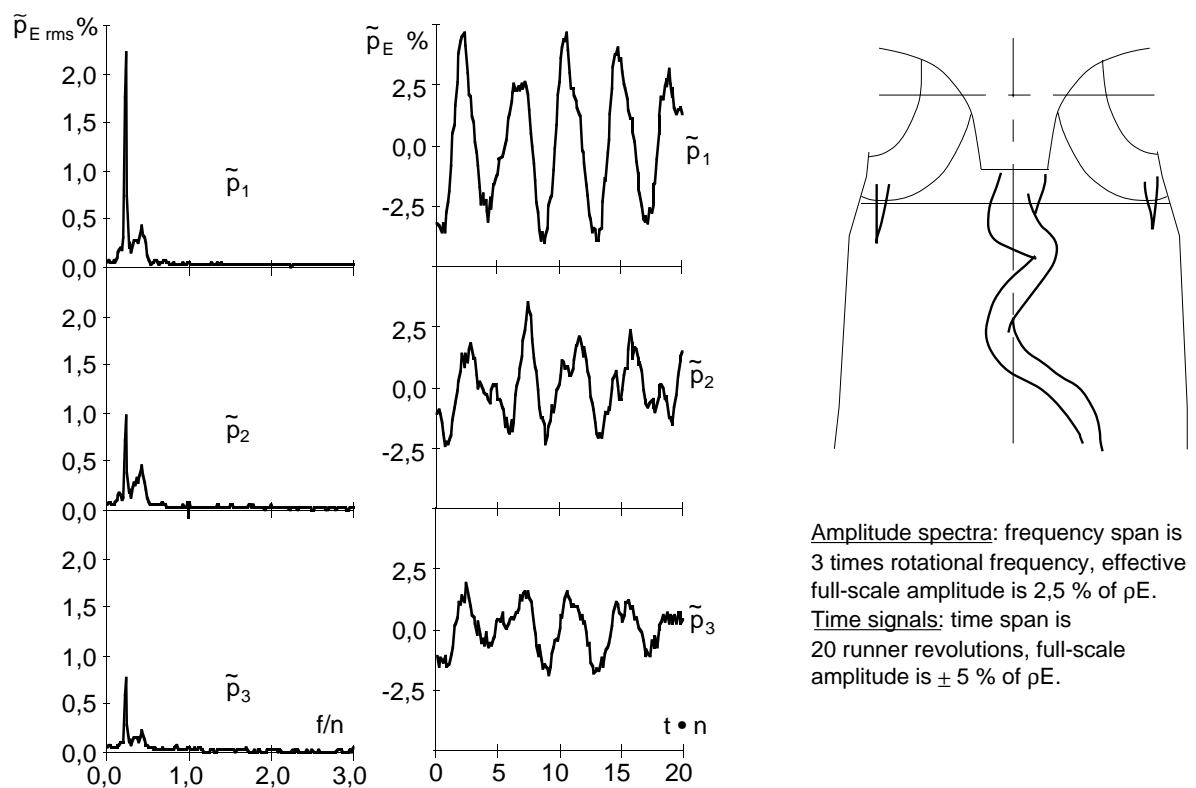 p̃E rms %
2,0
1,5
1,0
0,5
0,0
p̃1
2,0
1,5
1,0
0,5
0,0
p̃2
2,0
1,5
1,0
0,5
0,0
p̃3
f/n
0,0 1,0 2,0 3,0
p̃E %
2,5
0,0
-2,5
p̃1
2,5
0,0
-2,5
p̃2
2,5
0,0
-2,5
p̃3
t • n
0 5 10 15 20
Amplitude spectra: frequency span is
3 times rotational frequency, effective
full-scale amplitude is 2,5 % of ρE.
Time signals: time span is
20 runner revolutions, full-scale
amplitude is ± 5 % of ρE.